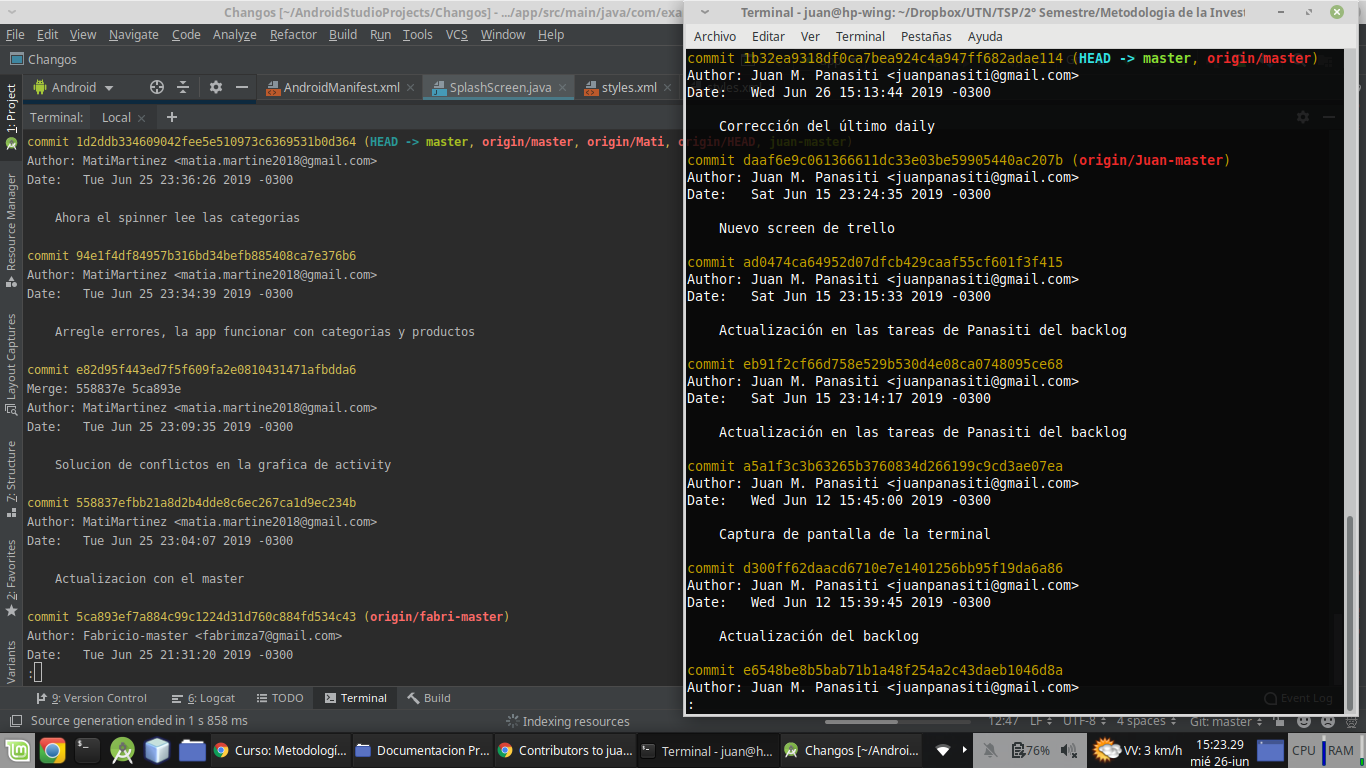 Changos [~/AndroidStudioProjects/Changos] - .../app/src/main/java/com/exa
File Edit View Navigate Code Analyze Refactor Build Run Tools VCS Window Help
Changos
Android
AndroidManifest.xml
SplashScreen.java
styles.xml
Terminal: Local +
1: Project
Resource Manager
Layout Captures
7: Structure
2: Favorites
Variants
commit 1d2ddb334609042fee5e510973c6369531b0d364 (HEAD -> master, origin/master, origin/Mati, origin/HEAD, juan-master)
Author: MatiMartinez <matia.martine2018@gmail.com>
Date:   Tue Jun 25 23:36:26 2019 -0300
Ahora el spinner lee las categorias
commit 94e1f4df84957b316bd34befb885408ca7e376b6
Author: MatiMartinez <matia.martine2018@gmail.com>
Date:   Tue Jun 25 23:34:39 2019 -0300
Arregle errores, la app funcionar con categorias y productos
commit e82d95f443ed7f5f609fa2e0810431471afbdda6
Merge: 558837e 5ca893e
Author: MatiMartinez <matia.martine2018@gmail.com>
Date:   Tue Jun 25 23:09:35 2019 -0300
Solucion de conflictos en la grafica de activity
commit 558837efbb21a8d2b4dde8c6ec267ca1d9ec234b
Author: MatiMartinez <matia.martine2018@gmail.com>
Date:   Tue Jun 25 23:04:07 2019 -0300
Actualizacion con el master
commit 5ca893ef7a884c99c1224d31d760c884fd534c43 (origin/fabri-master)
Author: Fabricio-master <fabrimza7@gmail.com>
Date:   Tue Jun 25 21:31:20 2019 -0300
:
9: Version Control 6: Logcat TODO Terminal Build
Event Log
Source generation ended in 1 s 858 ms
Indexing resources
12:47 LF UTF-8 4 spaces Git: master
Terminal - juan@hp-wing: ~/Dropbox/UTN/TSP/2º Semestre/Metodologia de la Invest
Archivo Editar Ver Terminal Pestañas Ayuda
commit 1b32ea9318df0ca7bea924c4a947ff682adae114 (HEAD -> master, origin/master)
Author: Juan M. Panasiti <juanpanasiti@gmail.com>
Date:   Wed Jun 26 15:13:44 2019 -0300
Corrección del último daily
commit daaf6e9c061366611dc33e03be59905440ac207b (origin/Juan-master)
Author: Juan M. Panasiti <juanpanasiti@gmail.com>
Date:   Sat Jun 15 23:24:35 2019 -0300
Nuevo screen de trello
commit ad0474ca64952d07dfcb429caaf55cf601f3f415
Author: Juan M. Panasiti <juanpanasiti@gmail.com>
Date:   Sat Jun 15 23:15:33 2019 -0300
Actualización en las tareas de Panasiti del backlog
commit eb91f2cf66d758e529b530d4e08ca0748095ce68
Author: Juan M. Panasiti <juanpanasiti@gmail.com>
Date:   Sat Jun 15 23:14:17 2019 -0300
Actualización en las tareas de Panasiti del backlog
commit a5a1f3c3b63265b3760834d266199c9cd3ae07ea
Author: Juan M. Panasiti <juanpanasiti@gmail.com>
Date:   Wed Jun 12 15:45:00 2019 -0300
Captura de pantalla de la terminal
commit d300ff62daacd6710e7e1401256bb95f19da6a86
Author: Juan M. Panasiti <juanpanasiti@gmail.com>
Date:   Wed Jun 12 15:39:45 2019 -0300
Actualización del backlog
commit e6548be8b5bab71b1a48f254a2c43daeb1046d8a
Author: Juan M. Panasiti <juanpanasiti@gmail.com>
:
Curso: Metodologí...
Documentacion Pr...
Contributors to jua...
Terminal - juan@h...
Changos [~/Androi...
76%
VV: 3 km/h
15:23.29
mié 26-jun
CPU
RAM